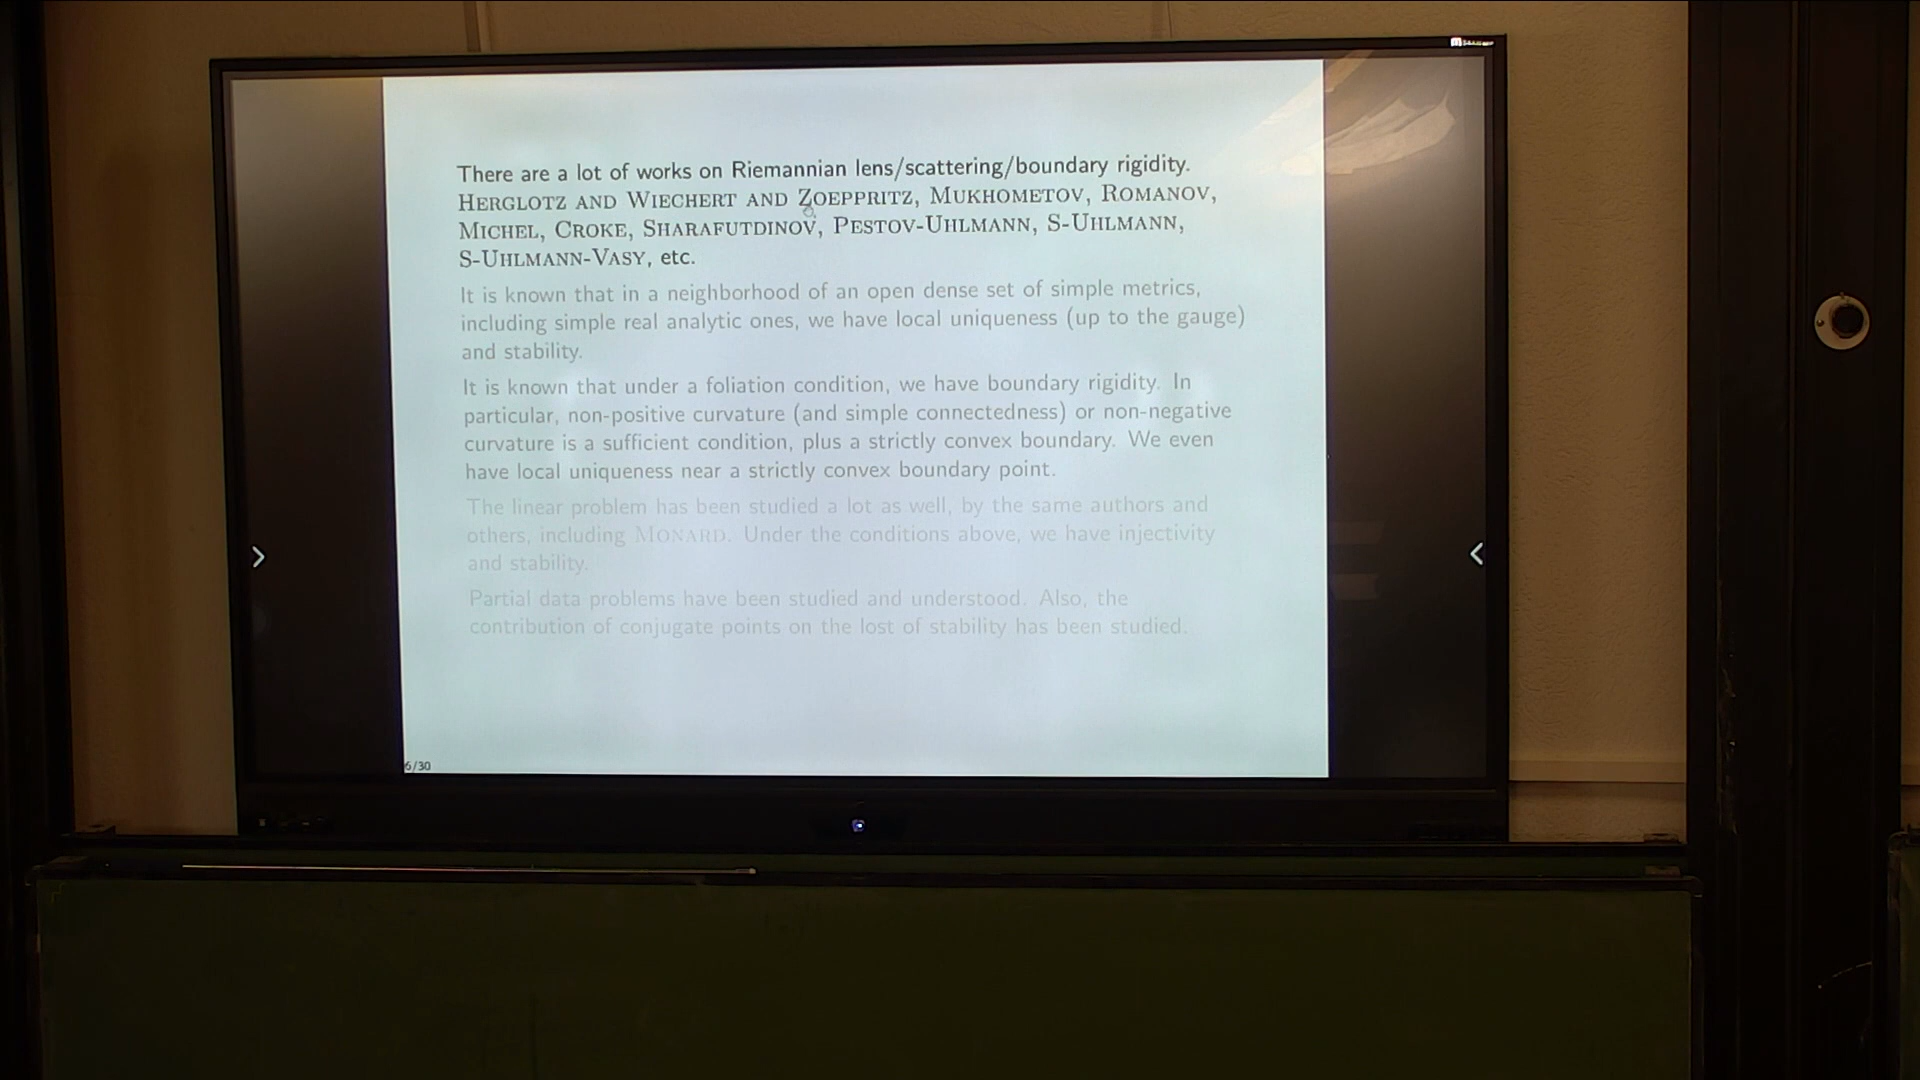 There are a lot of works on Riemannian lens/scattering/boundary rigidity.
HERGLOTZ AND WIECHERT AND ZOEPPRITZ, MUKHOMETOV, ROMANOV,
MICHEL, CROKE, SHARAFUTDINOV, PESTOV-UHLMANN, S-UHLMANN,
S-UHLMANN-VASY, etc.
It is known that in a neighborhood of an open dense set of simple metrics,
including simple real analytic ones, we have local uniqueness (up to the gauge)
and stability.
It is known that under a foliation condition, we have boundary rigidity. In
particular, non-positive curvature (and simple connectedness) or non-negative
curvature is a sufficient condition, plus a strictly convex boundary. We even
have local uniqueness near a strictly convex boundary point.
The linear problem has been studied a lot as well, by the same authors and
others, including MONARD. Under the conditions above, we have injectivity
and stability.
Partial data problems have been studied and understood. Also, the
contribution of conjugate points on the lost of stability has been studied.
6/30